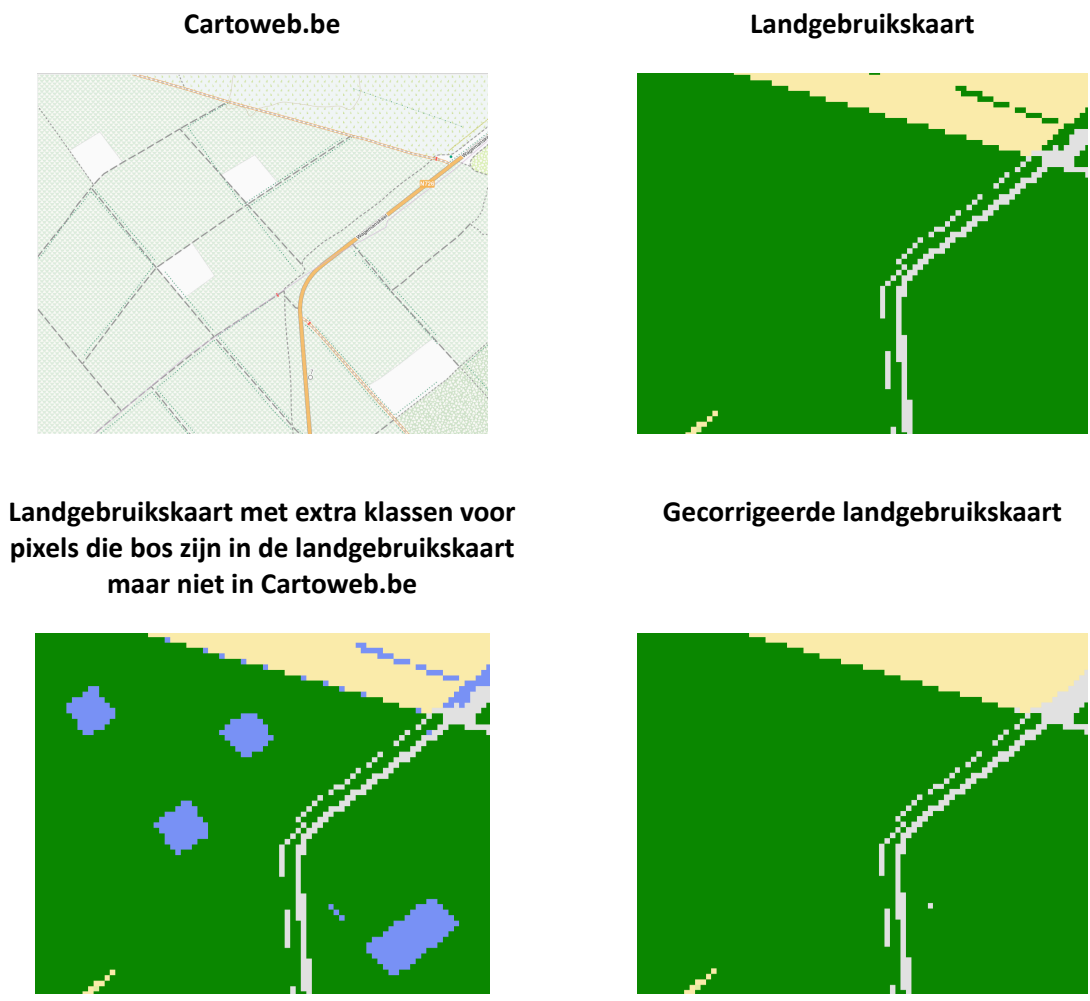 Cartoweb.be
Landgebruikskaart
Landgebruikskaart met extra klassen voor
pixels die bos zijn in de landgebruikskaart
maar niet in Cartoweb.be
Gecorrigeerde landgebruikskaart